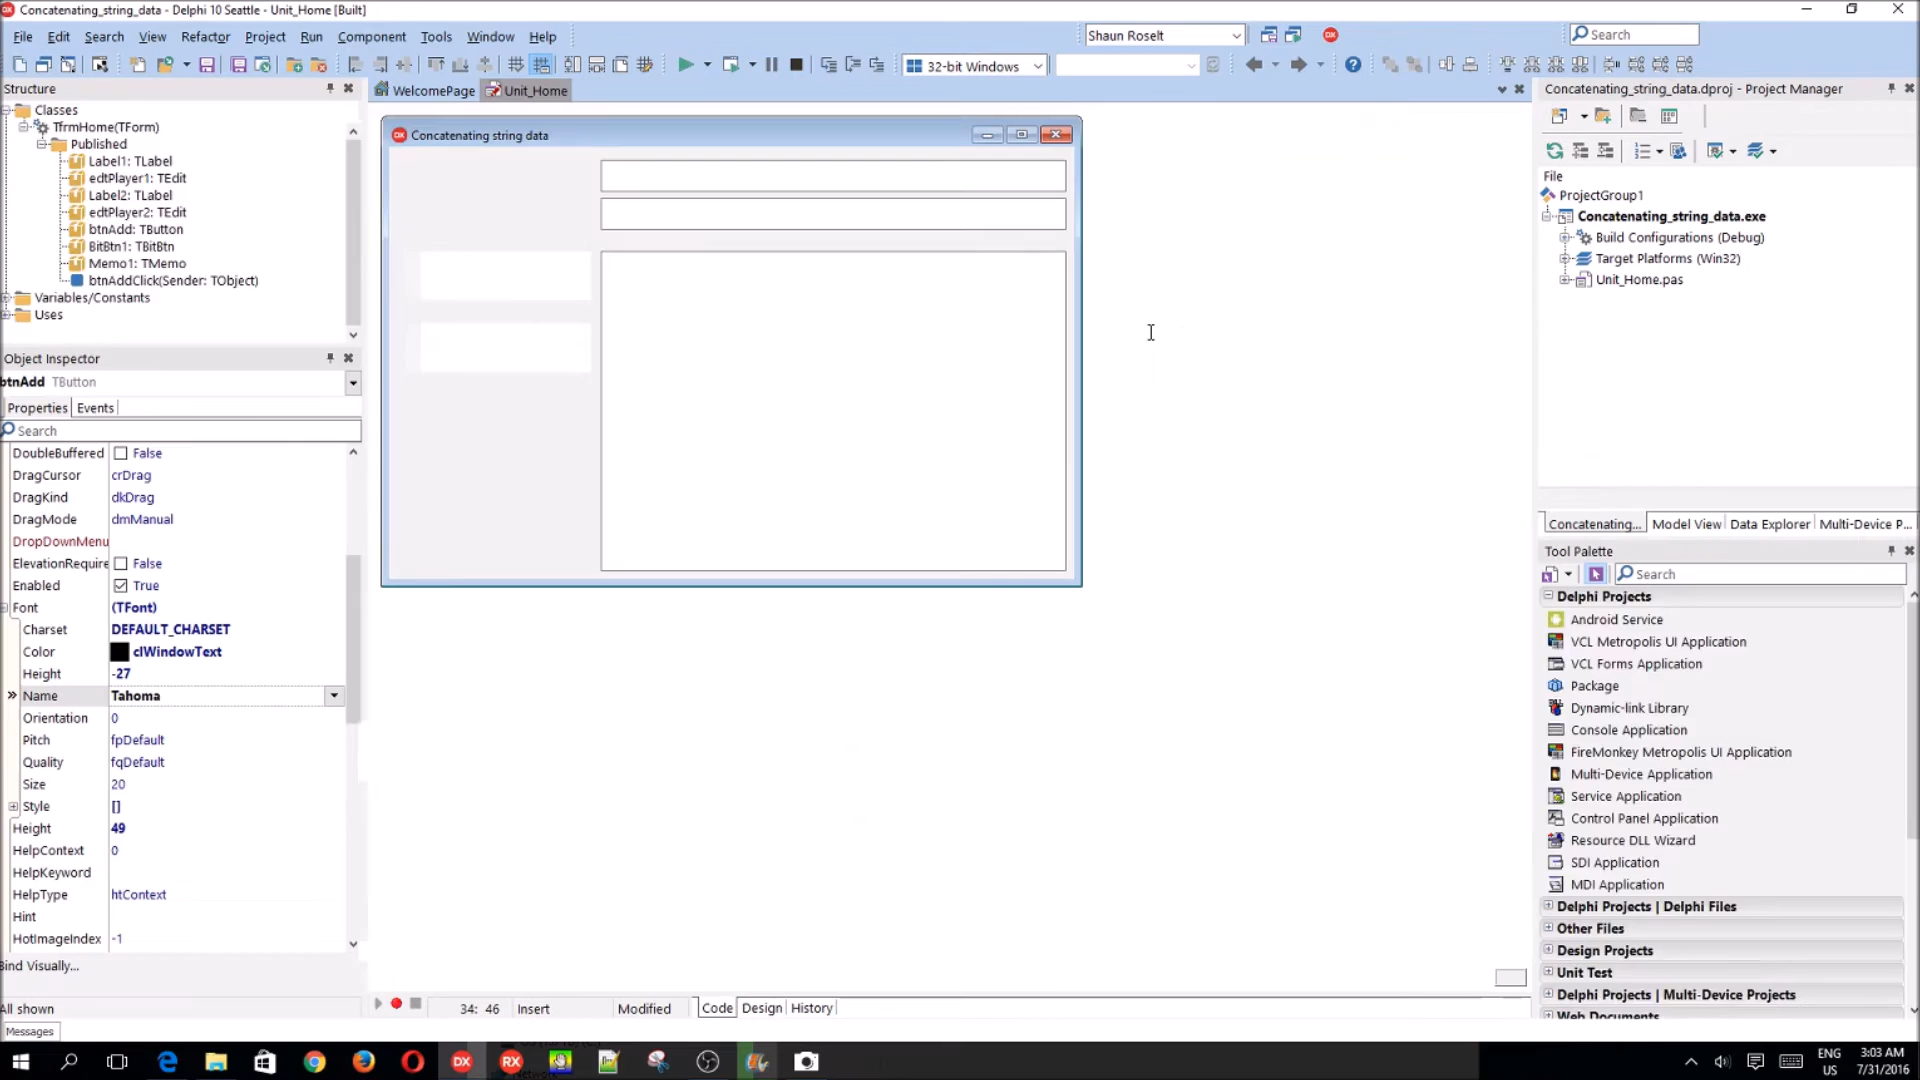 Concatenating_string_data - Delphi 10 Seattle - Unit_Home [Built]
File Edit Search View Refactor Project Run Component Tools Window Help
Shaun Roselt
Search
32-bit Windows
Structure
WelcomePage
Unit_Home
Concatenating_string_data.dproj - Project Manager
Classes
TfrmHome(TForm)
Published
Label1: TLabel
edtPlayer1: TEdit
Label2: TLabel
edtPlayer2: TEdit
btnAdd: TButton
BitBtn1: TBitBtn
Memo1: TMemo
btnAddClick(Sender: TObject)
Variables/Constants
Uses
Concatenating string data
File
ProjectGroup1
Concatenating_string_data.exe
Build Configurations (Debug)
Target Platforms (Win32)
Unit_Home.pas
Object Inspector
btnAdd TButton
Properties Events
Search
DoubleBuffered False
DragCursor crDrag
DragKind dkDrag
DragMode dmManual
DropDownMenu
ElevationRequire False
Enabled True
Font (TFont)
Charset DEFAULT_CHARSET
Color clWindowText
Height -27
Name Tahoma
Orientation 0
Pitch fpDefault
Quality fqDefault
Size 20
Style []
Height 49
HelpContext 0
HelpKeyword
HelpType htContext
Hint
HotImageIndex -1
Bind Visually...
All shown
Messages
Concatenating... Model View Data Explorer Multi-Device P...
Tool Palette
Search
Delphi Projects
Android Service
VCL Metropolis UI Application
VCL Forms Application
Package
Dynamic-link Library
Console Application
FireMonkey Metropolis UI Application
Multi-Device Application
Service Application
Control Panel Application
Resource DLL Wizard
SDI Application
MDI Application
Delphi Projects | Delphi Files
Other Files
Design Projects
Unit Test
Delphi Projects | Multi-Device Projects
Web Documents
34: 46 Insert Modified Code Design History
ENG
US
3:03 AM
7/31/2016